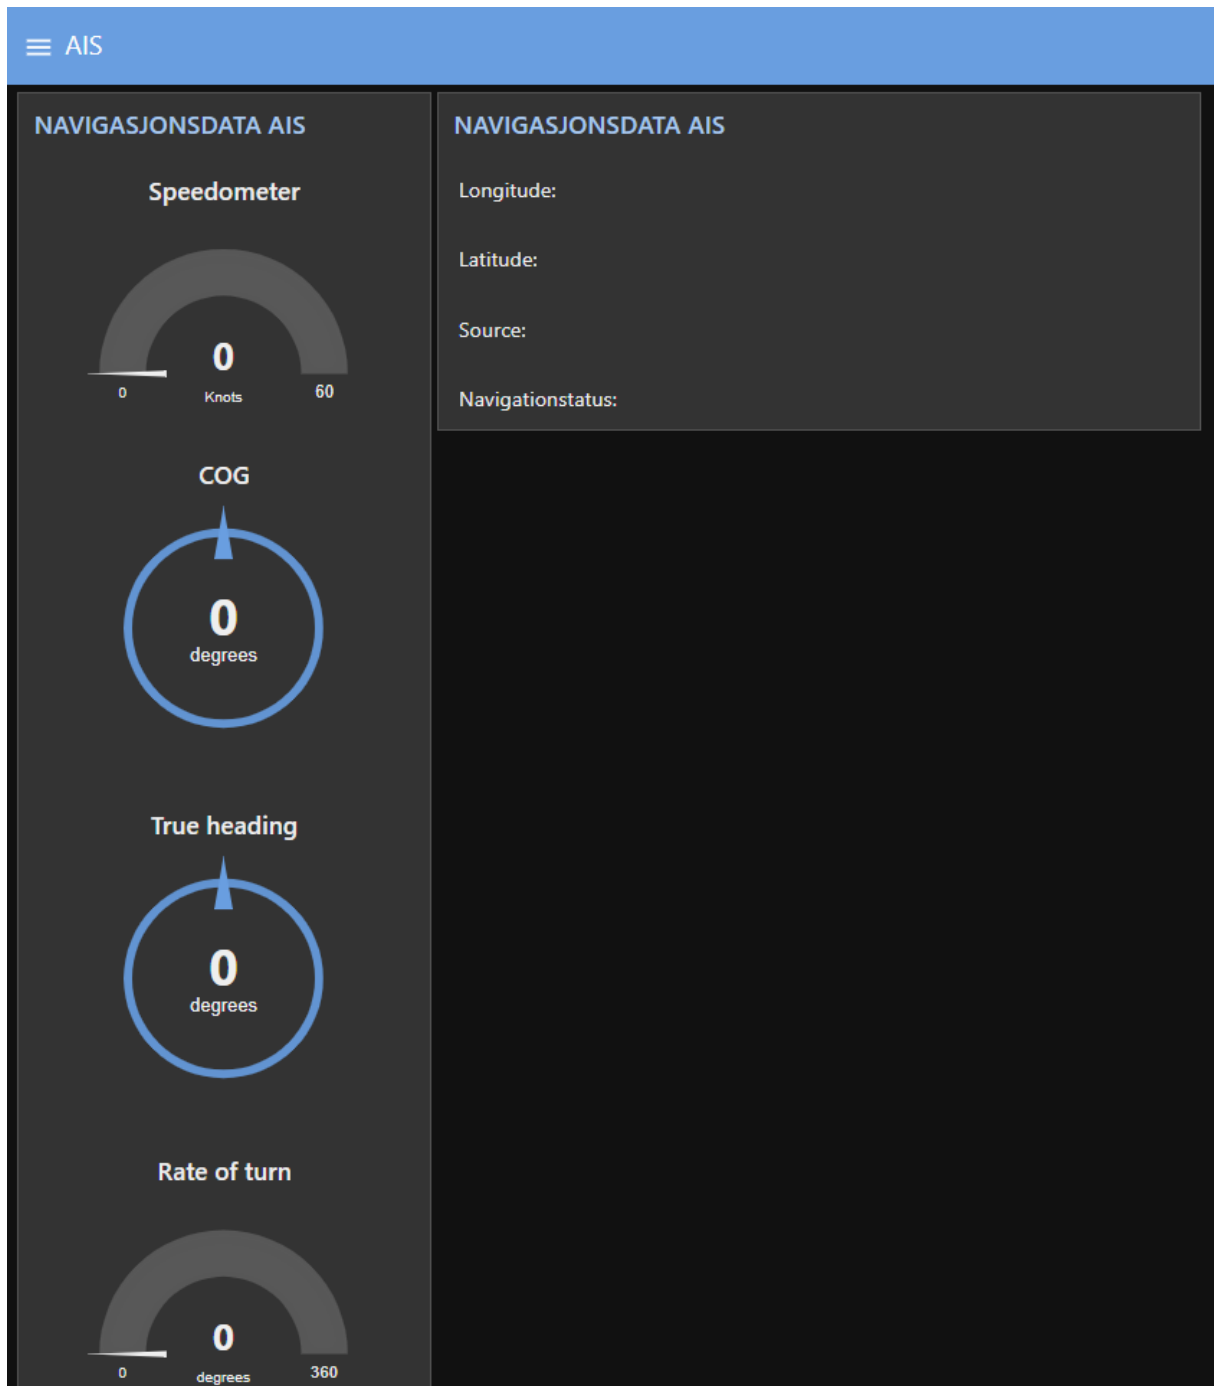 AIS
NAVIGASJONSDATA AIS
Speedometer
0
0
Knots
60
COG
0
degrees
True heading
0
degrees
Rate of turn
0
0
degrees
360
NAVIGASJONSDATA AIS
Longitude:
Latitude:
Source:
Navigationstatus: